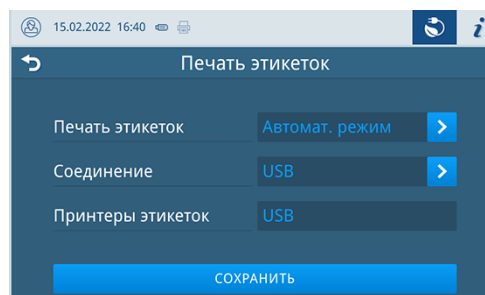 15.02.2022 16:40
i
Печать этикеток
Печать этикеток Автомат. режим
Соединение USB
Принтеры этикеток USB
СОХРАНИТЬ